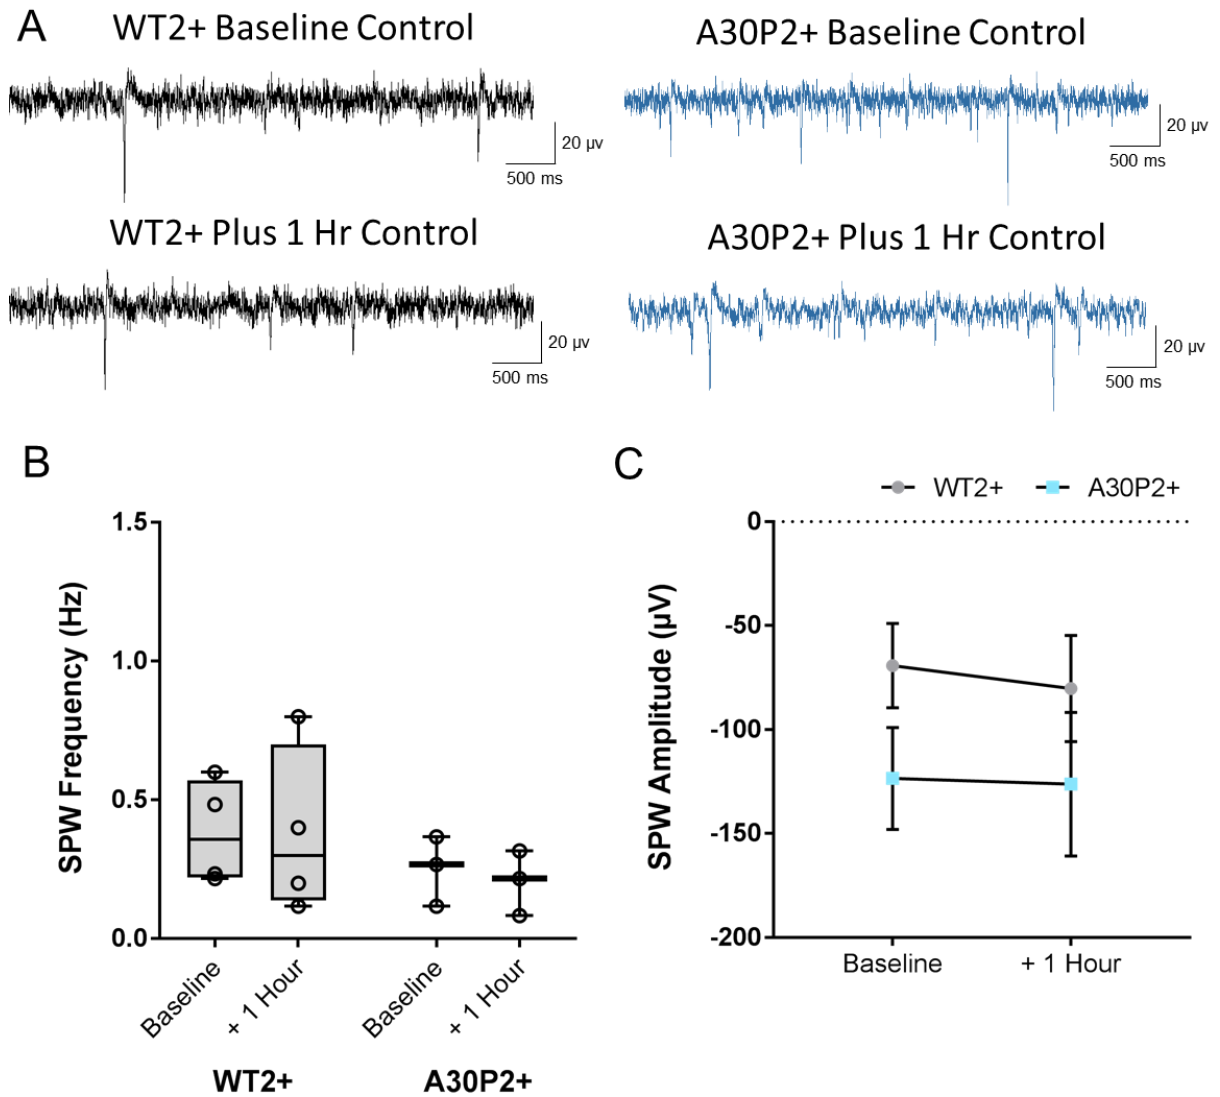 A
WT2+ Baseline Control
A30P2+ Baseline Control
20 µv
500 ms
20 µv
500 ms
WT2+ Plus 1 Hr Control
A30P2+ Plus 1 Hr Control
20 µv
500 ms
20 µv
500 ms
B
SPW Frequency (Hz)
1.5
1.0
0.5
0.0
Baseline
+ 1 Hour
Baseline
+ 1 Hour
WT2+
A30P2+
C
WT2+
A30P2+
SPW Amplitude (µV)
0
-50
-100
-150
-200
Baseline
+ 1 Hour